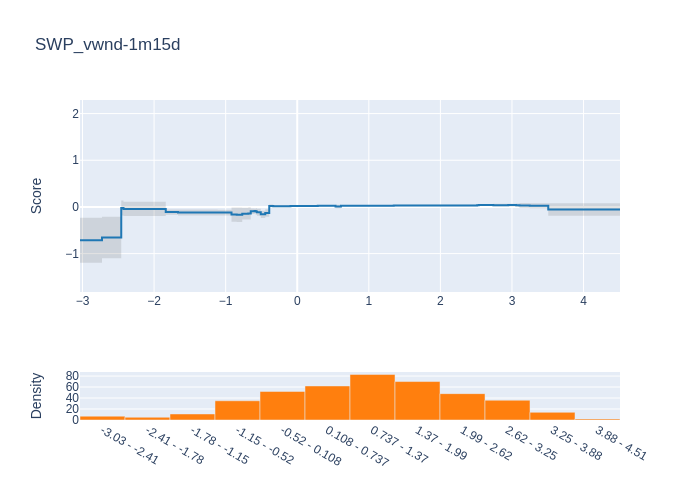 SWP_vwnd-1m15d
Score
2
1
0
−1
−3 −2 −1 0 1 2 3 4
Density
80
60
40
20
0
-3.03 - -2.41
-2.41 - -1.78
-1.78 - -1.15
-1.15 - -0.52
-0.52 - 0.108
0.108 - 0.737
0.737 - 1.37
1.37 - 1.99
1.99 - 2.62
2.62 - 3.25
3.25 - 3.88
3.88 - 4.51